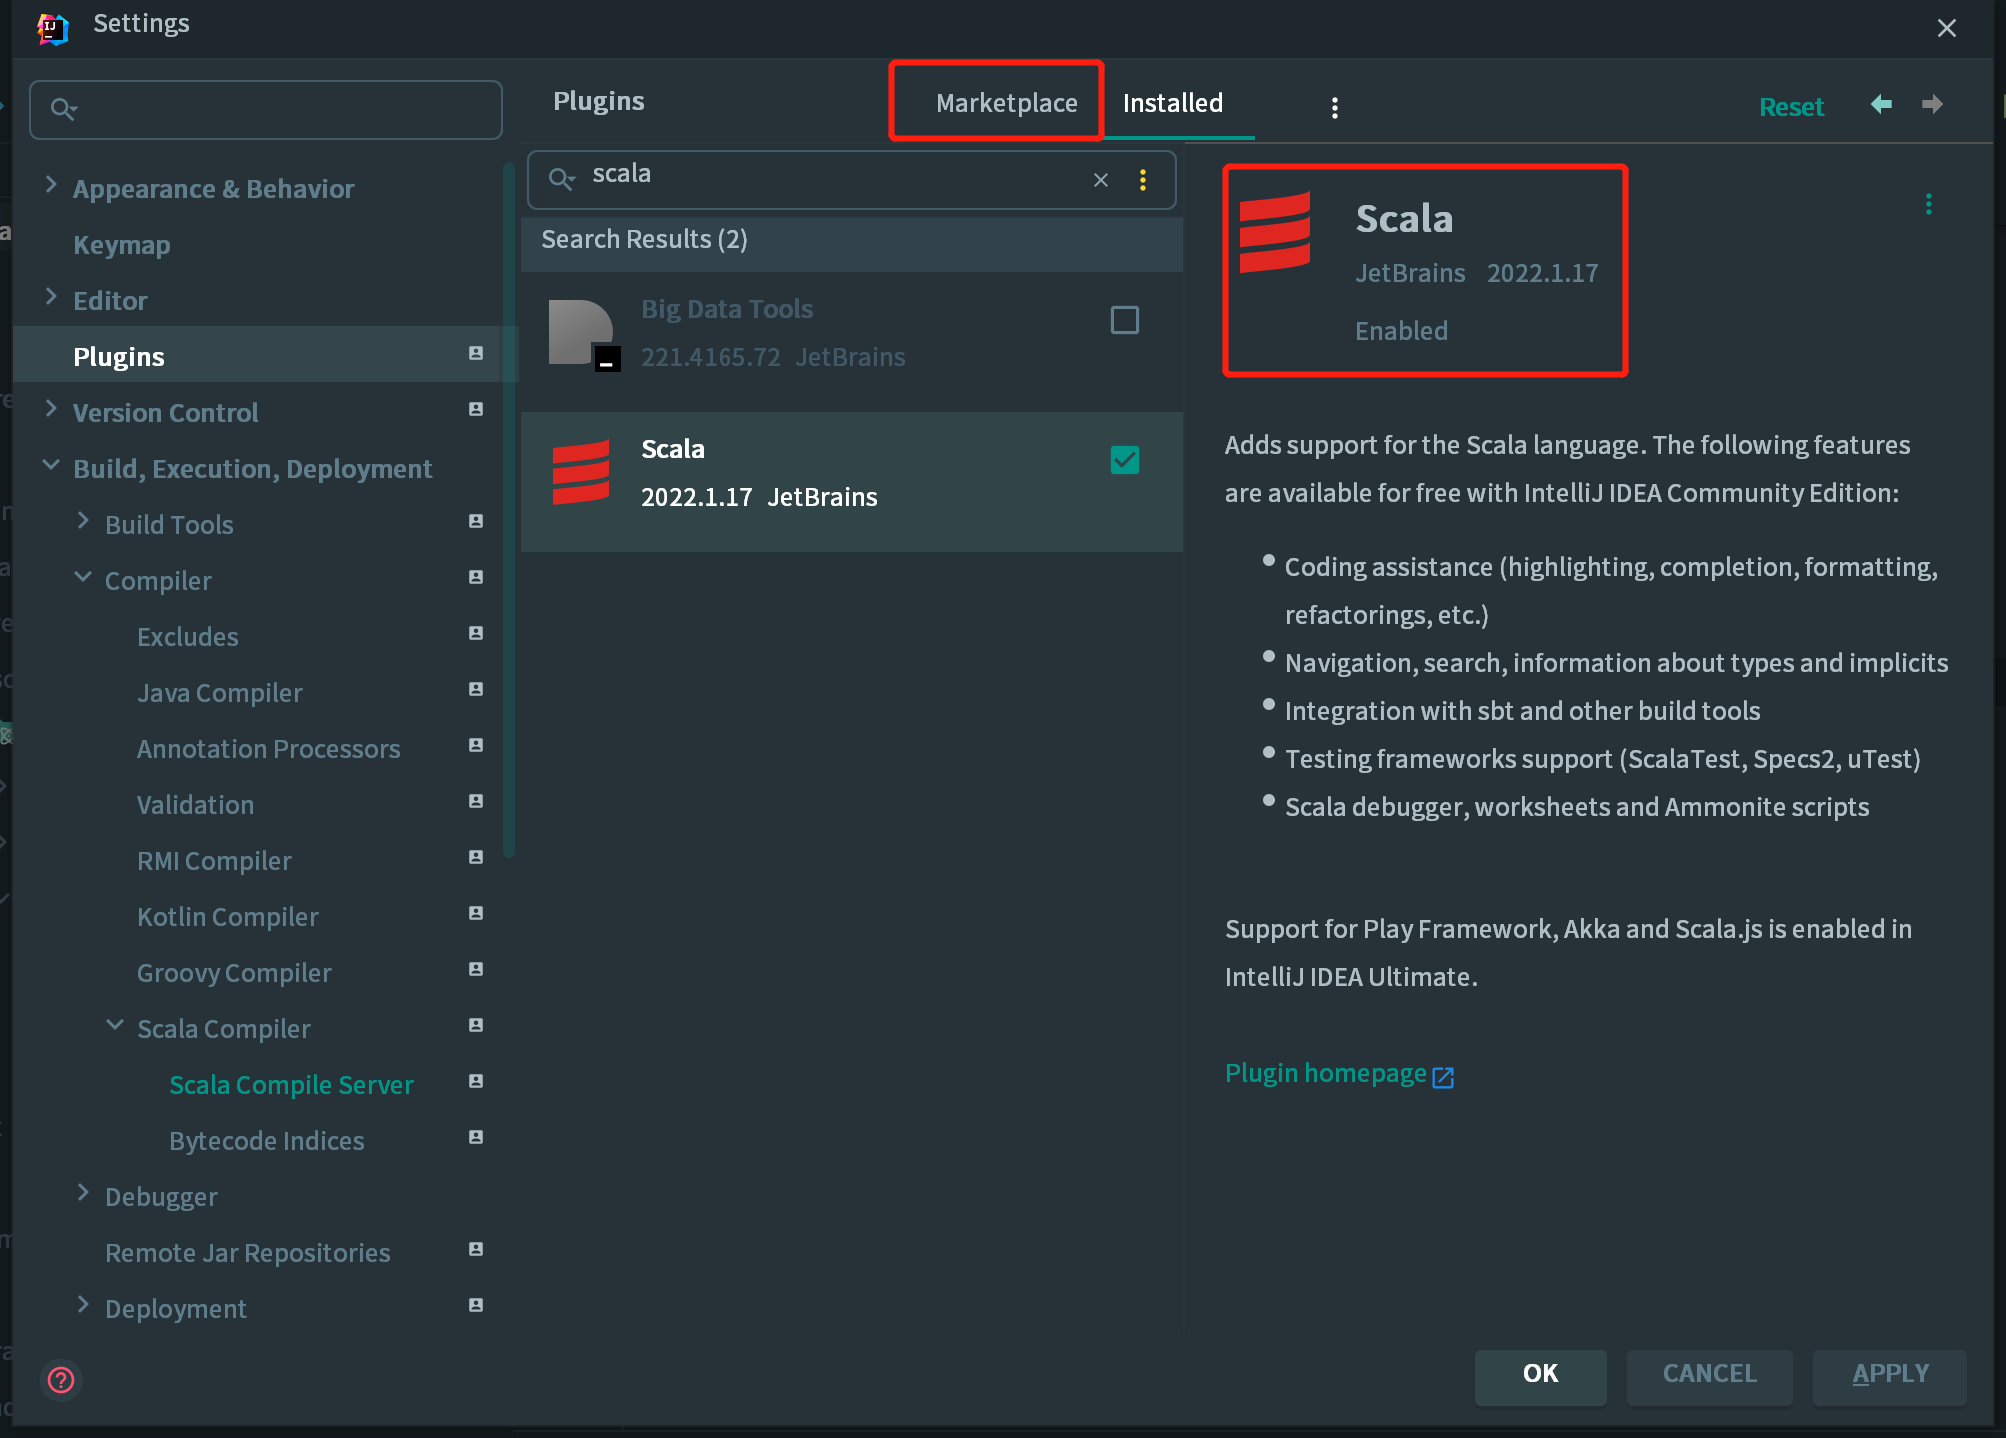 Settings
Plugins
Marketplace
Installed
Reset
scala
Search Results (2)
Big Data Tools
221.4165.72 JetBrains
Scala
2022.1.17 JetBrains
Appearance & Behavior
Keymap
Editor
Plugins
Version Control
Build, Execution, Deployment
Build Tools
Compiler
Excludes
Java Compiler
Annotation Processors
Validation
RMI Compiler
Kotlin Compiler
Groovy Compiler
Scala Compiler
Scala Compile Server
Bytecode Indices
Debugger
Remote Jar Repositories
Deployment
Scala
JetBrains 2022.1.17
Enabled
Adds support for the Scala language. The following features
are available for free with IntelliJ IDEA Community Edition:
Coding assistance (highlighting, completion, formatting,
refactorings, etc.)
Navigation, search, information about types and implicits
Integration with sbt and other build tools
Testing frameworks support (ScalaTest, Specs2, uTest)
Scala debugger, worksheets and Ammonite scripts
Support for Play Framework, Akka and Scala.js is enabled in
IntelliJ IDEA Ultimate.
Plugin homepage
OK
CANCEL
APPLY